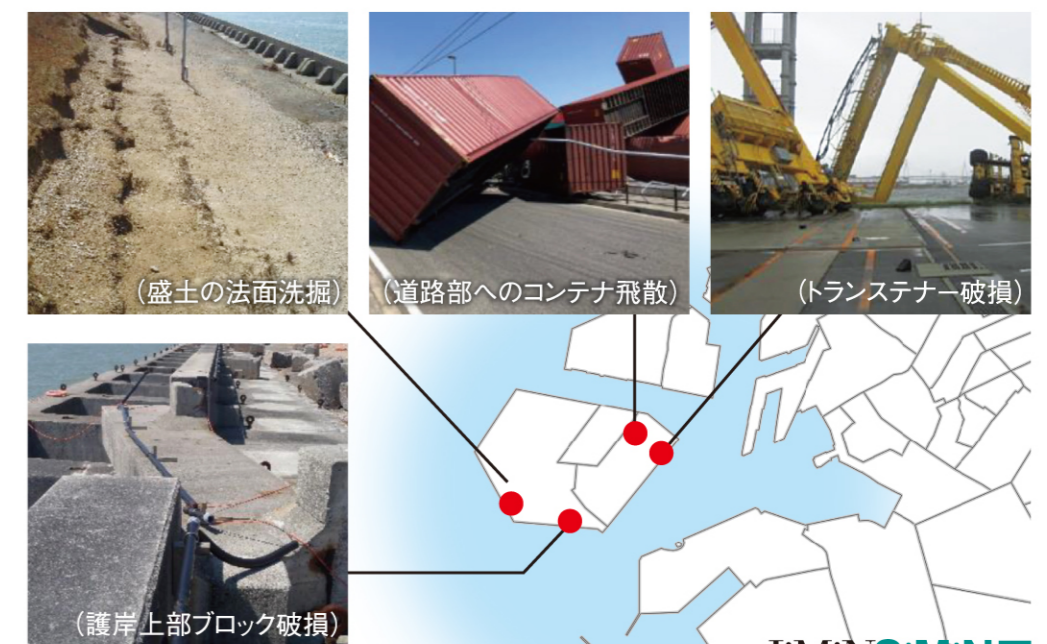 （盛土の法面洗掘）
（道路部へのコンテナ飛散）
（トランステナー破損）
（護岸上部ブロック破損）